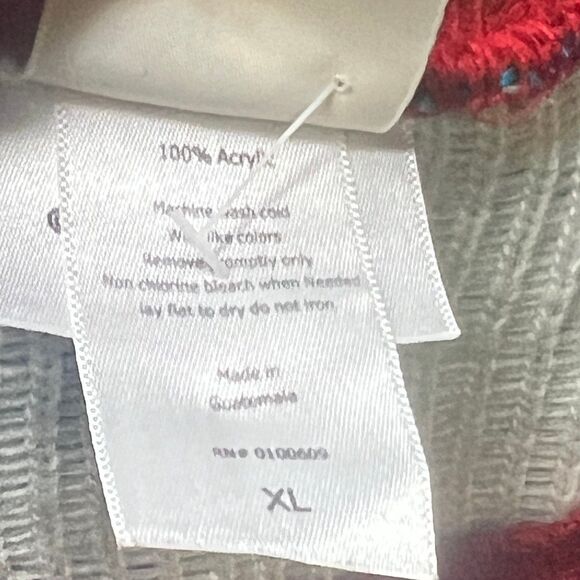 100% Acrylic
Machine wash cold
W like colors
Remove promptly only
Non chlorine bleach when Needed
lay flat to dry do not iron.
Made in
Guatemala
RN# 0100609
XL